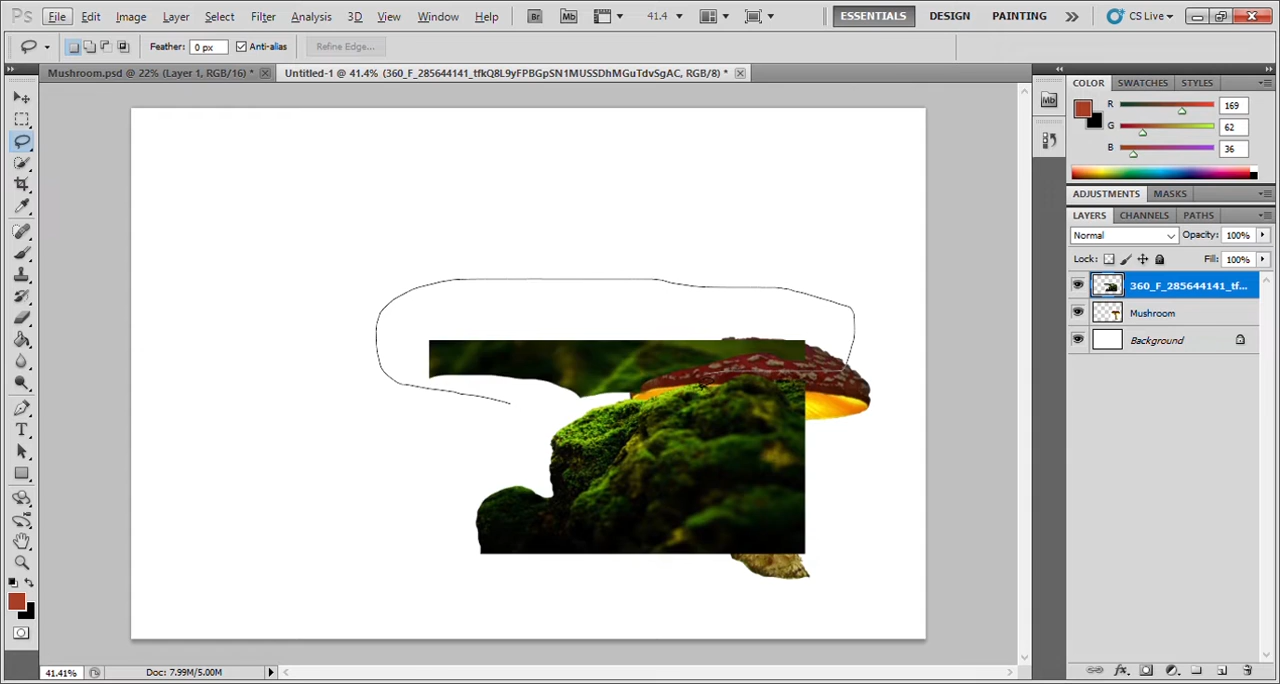 Ps File Edit Image Layer Select Filter Analysis 3D View Window Help Br Mb 41.4 ESSENTIALS DESIGN PAINTING CS Live
Feather: 0 px Anti-alias Refine Edge...
Mushroom.psd @ 22% (Layer 1, RGB/16) * Untitled-1 @ 41.4% (360_F_285644141_tfkQ8L9yFPBGpSN1MUSSDhMGuTdvSgAC, RGB/8) *
COLOR SWATCHES STYLES
Mb
R 169
G 62
B 36
ADJUSTMENTS MASKS
LAYERS CHANNELS PATHS
Normal Opacity: 100%
Lock: Fill: 100%
360_F_285644141_tf...
Mushroom
Background
T
41.41% Doc: 7.99M/5.00M
fx